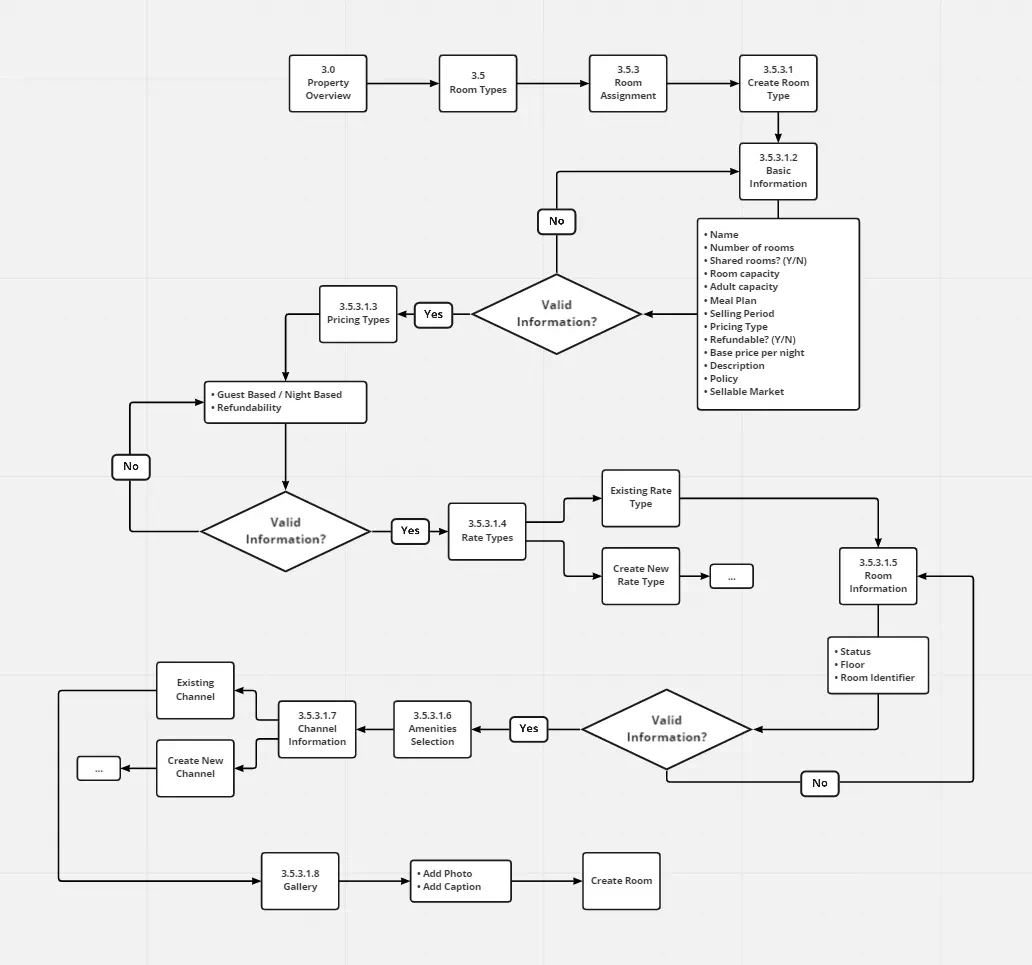 3.0
Property
Overview
3.5
Room Types
3.5.3
Room
Assignment
3.5.3.1
Create Room
Type
3.5.3.1.2
Basic
Information
No
• Name
• Number of rooms
• Shared rooms? (Y/N)
• Room capacity
• Adult capacity
• Meal Plan
• Selling Period
• Pricing Type
• Refundable? (Y/N)
• Base price per night
• Description
• Policy
• Sellable Market
Valid
Information?
Yes
3.5.3.1.3
Pricing Types
• Guest Based / Night Based
• Refundability
No
Valid
Information?
Yes
3.5.3.1.4
Rate Types
Existing Rate
Type
Create New
Rate Type
...
3.5.3.1.5
Room
Information
• Status
• Floor
• Room Identifier
Valid
Information?
No
Yes
3.5.3.1.6
Amenities
Selection
3.5.3.1.7
Channel
Information
Existing
Channel
Create New
Channel
...
3.5.3.1.8
Gallery
• Add Photo
• Add Caption
Create Room